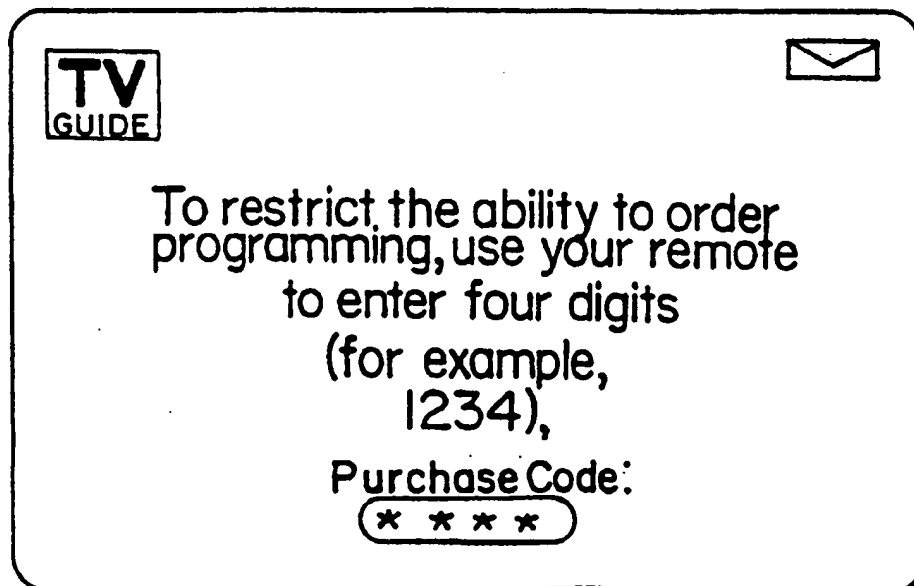 TV
GUIDE
To restrict the ability to order
programming, use your remote
to enter four digits
(for example,
1234),
Purchase Code:
* * * *